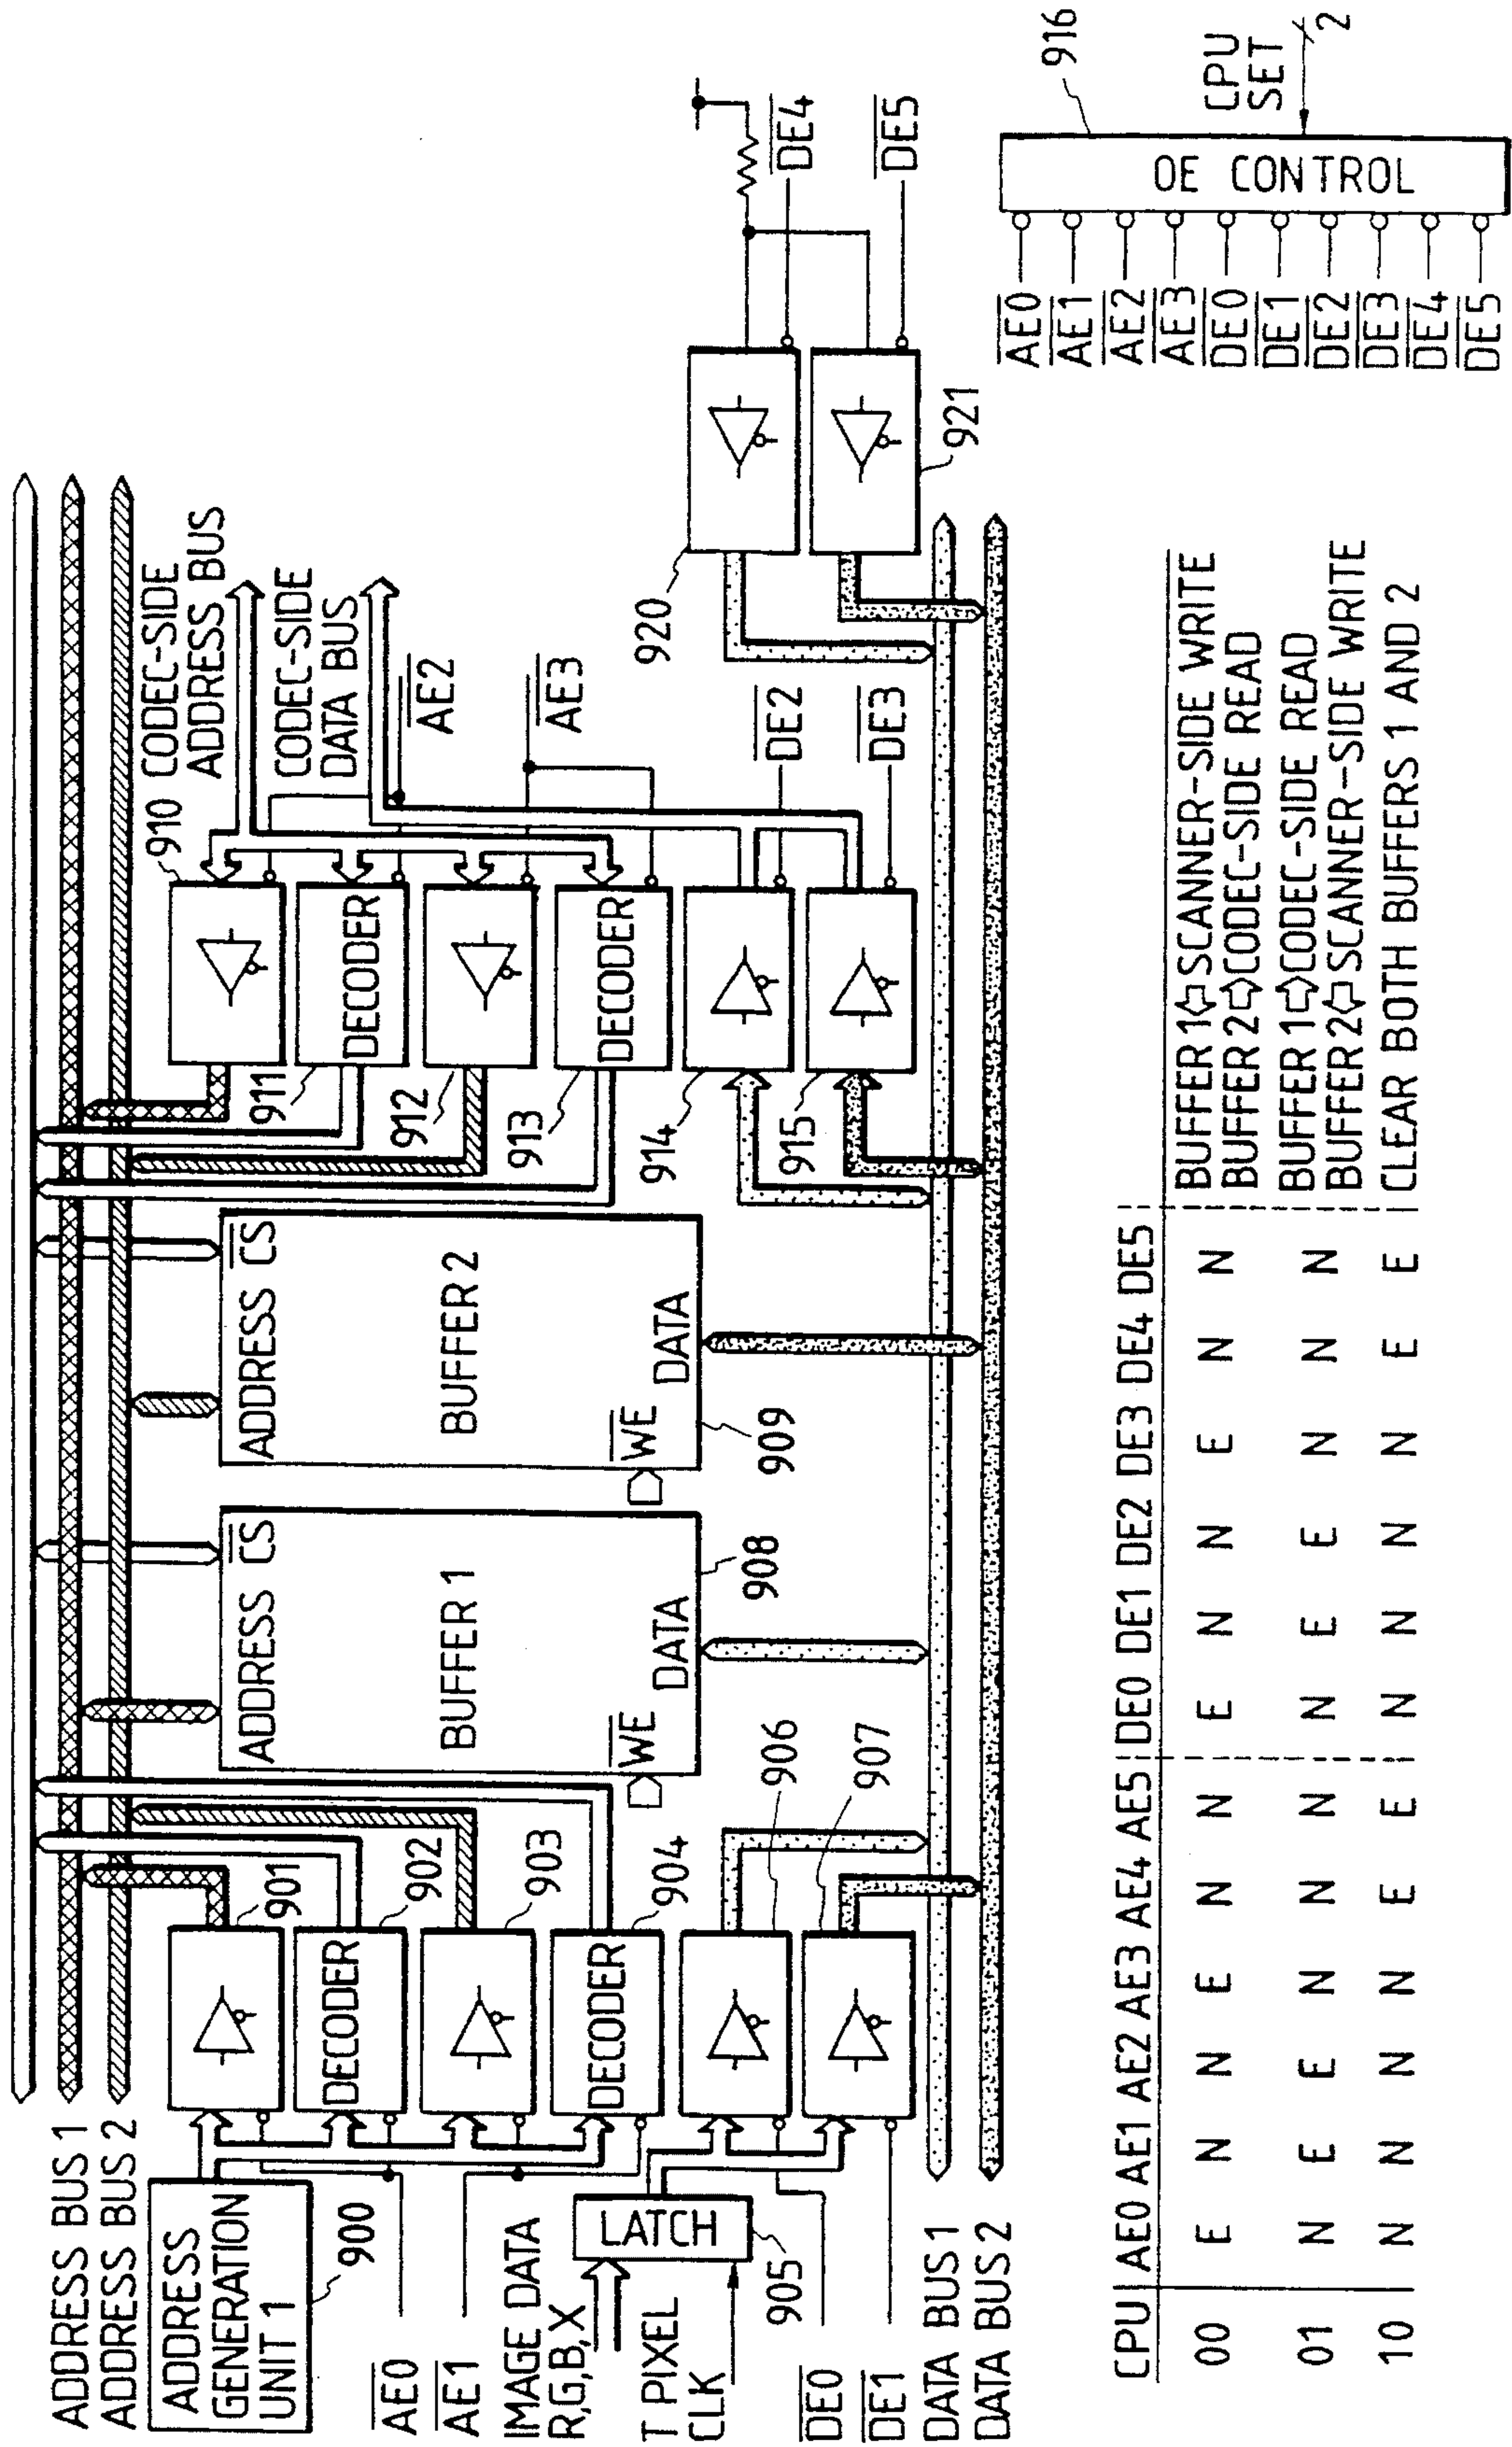 ADDRESS BUS 1
ADDRESS BUS 2
ADDRESS
GENERATION
UNIT 1
900
AE0
AE1
IMAGE DATA
R,G,B,X
T PIXEL
CLK
LATCH
905
DE0
DE1
DATA BUS 1
DATA BUS 2
901
DECODER
902
903
DECODER
904
906
907
ADDRESS CS
BUFFER 1
WE DATA
908
ADDRESS CS
BUFFER 2
WE DATA
909
910
911
DECODER
912
913
DECODER
914
915
CODEC-SIDE
ADDRESS BUS
CODEC-SIDE
DATA BUS
AE2
AE3
DE2
DE3
920
921
DE4
DE5
AE0
AE1
AE2
AE3
DE0
DE1
DE2
DE3
DE4
DE5
OE CONTROL
916
CPU
SET
2
CPU AE0 AE1 AE2 AE3 AE4 AE5 DE0 DE1 DE2 DE3 DE4 DE5
00 E N N E N N E N N E N N BUFFER 1⇦SCANNER-SIDE WRITE
BUFFER 2⇨CODEC-SIDE READ
01 N E E N N N N E E N N N BUFFER 1⇨CODEC-SIDE READ
BUFFER 2⇦SCANNER-SIDE WRITE
10 N N N N E E N N N N E E CLEAR BOTH BUFFERS 1 AND 2